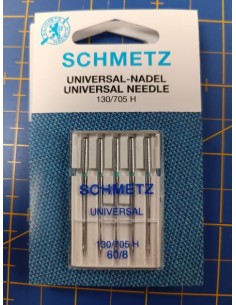 SCHMETZ
UNIVERSAL-NADEL
UNIVERSAL NEEDLE
130/705 H
SCHMETZ
UNIVERSAL
130/705 H
60/8